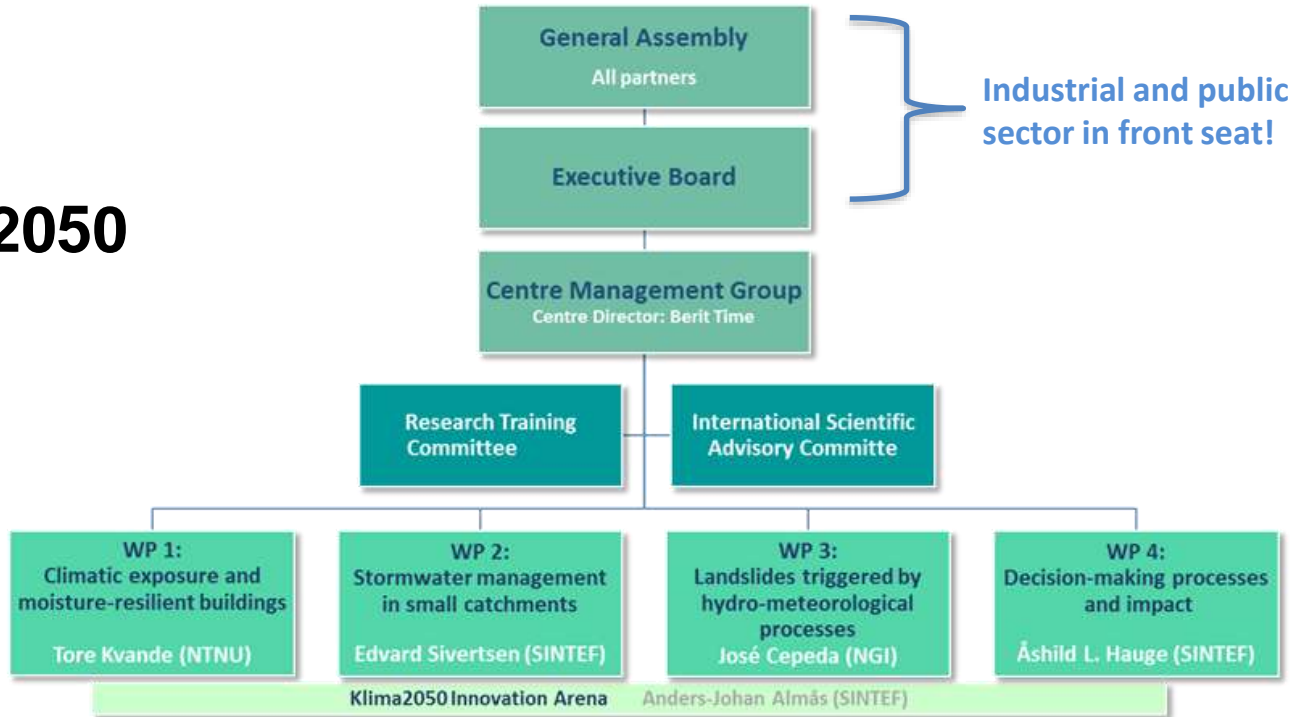 General Assembly
All partners
Industrial and public
sector in front seat!
Executive Board
2050
Centre Management Group
Centre Director: Berit Time
Research Training
Committee
International Scientific
Advisory Committe
WP 1:
Climatic exposure and
moisture-resilient buildings
Tore Kvande (NTNU)
WP 2:
Stormwater management
in small catchments
Edvard Sivertsen (SINTEF)
WP 3:
Landslides triggered by
hydro-meteorological
processes
José Cepeda (NGI)
WP 4:
Decision-making processes
and impact
Åshild L. Hauge (SINTEF)
Klima2050 Innovation Arena Anders-Johan Almås (SINTEF)